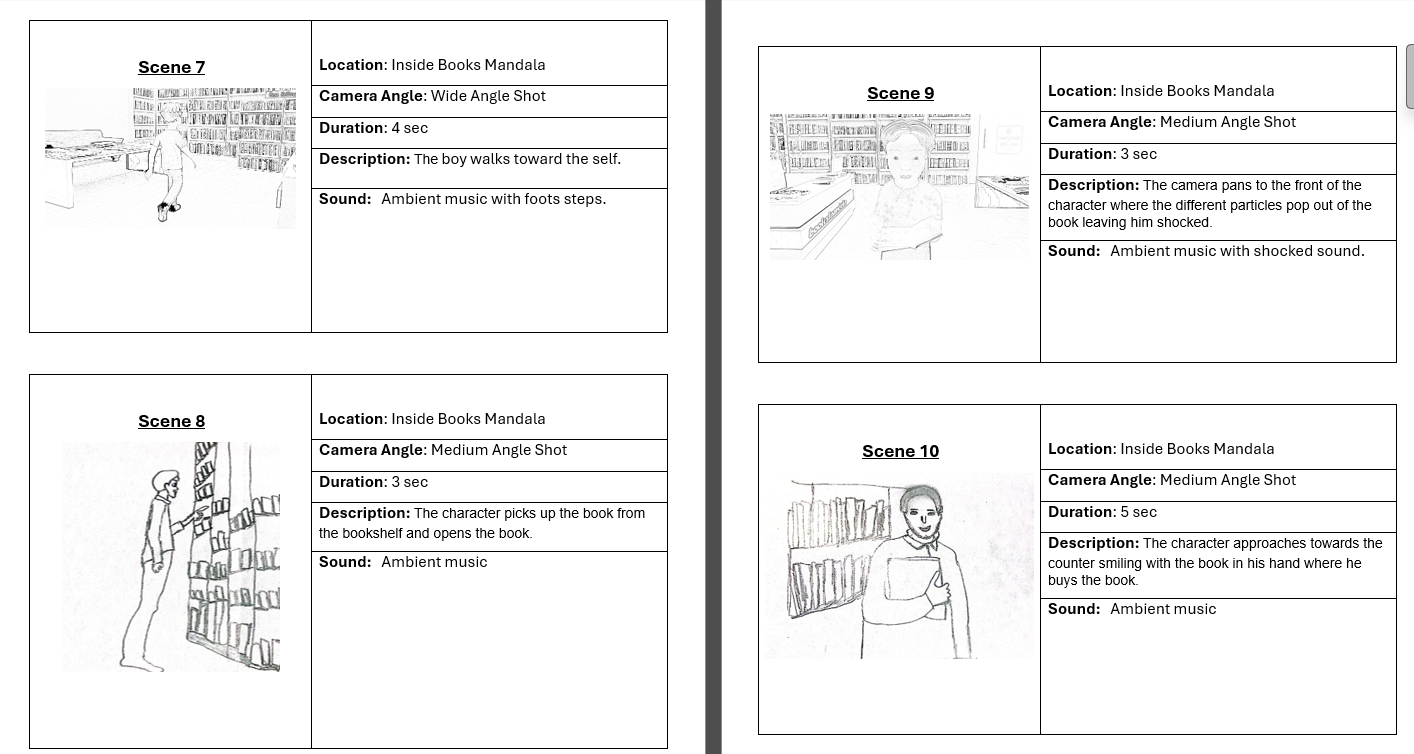 Scene 7
Location: Inside Books Mandala
Camera Angle: Wide Angle Shot
Duration: 4 sec
Description: The boy walks toward the self.
Sound: Ambient music with foots steps.
Scene 8
Location: Inside Books Mandala
Camera Angle: Medium Angle Shot
Duration: 3 sec
Description: The character picks up the book from
the bookshelf and opens the book.
Sound: Ambient music
Scene 9
Location: Inside Books Mandala
Camera Angle: Medium Angle Shot
Duration: 3 sec
Description: The camera pans to the front of the
character where the different particles pop out of the
book leaving him shocked.
Sound: Ambient music with shocked sound.
Scene 10
Location: Inside Books Mandala
Camera Angle: Medium Angle Shot
Duration: 5 sec
Description: The character approaches towards the
counter smiling with the book in his hand where he
buys the book.
Sound: Ambient music